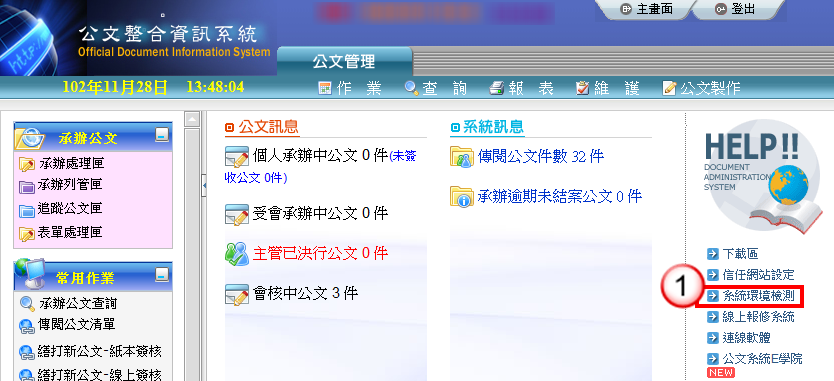 主畫面
登出
公文整合資訊系統
Official Document Information System
公文管理
102年11月28日 13:48:04
作 業
查 詢
報 表
維 護
公文製作
承辦公文
承辦處理匣
承辦列管匣
追蹤公文匣
表單處理匣
常用作業
承辦公文查詢
傳閱公文清單
繕打新公文-紙本簽核
繕打新公文-線上簽核
公文訊息
個人承辦中公文 0 件(未簽
收公文 0件)
受會承辦中公文 0 件
主管已決行公文 0 件
會核中公文 3 件
系統訊息
傳閱公文件數 32 件
承辦逾期未結案公文 0 件
HELP!!
DOCUMENT
ADMINISTRATION
SYSTEM
下載區
信任網站設定
1
系統環境檢測
線上報修系統
連線軟體
公文系統E學院
NEW
http://